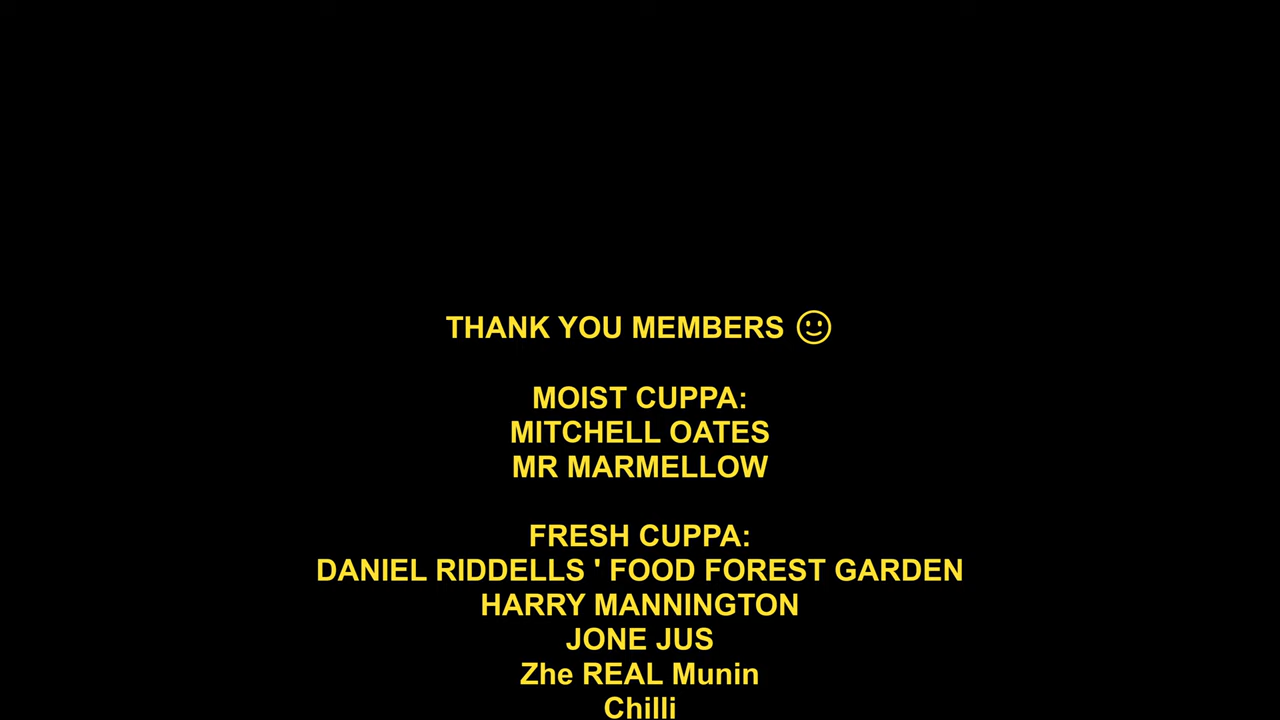 THANK YOU MEMBERS 🙂
MOIST CUPPA:
MITCHELL OATES
MR MARMELLOW
FRESH CUPPA:
DANIEL RIDDELLS ' FOOD FOREST GARDEN
HARRY MANNINGTON
JONE JUS
Zhe REAL Munin
Chilli